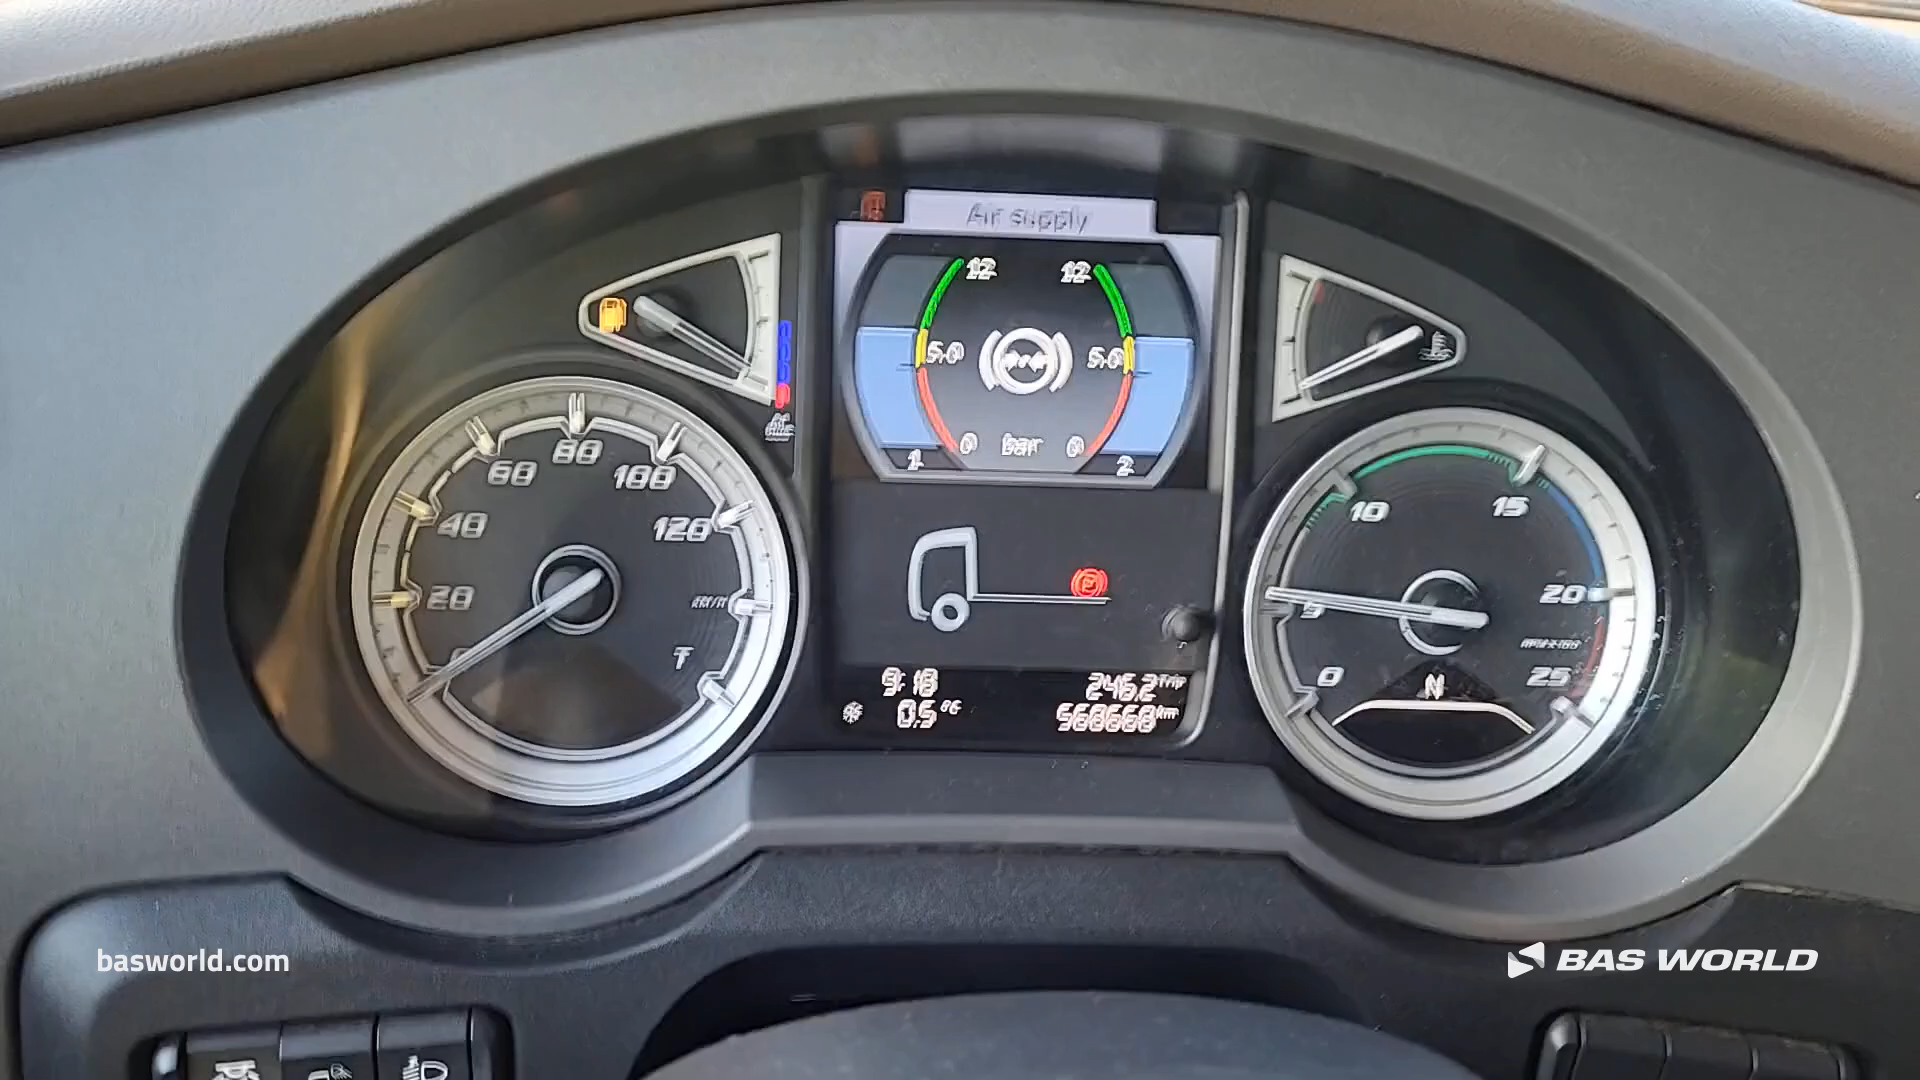 Air supply
12 12
5.0 5.0
0 bar 0
1 2
60 80 100
40 120
20 km/h
T
10 15
5 20
0 25
N
9:18 246.2 Trip
0.5 °C 568668 km
basworld.com
BAS WORLD